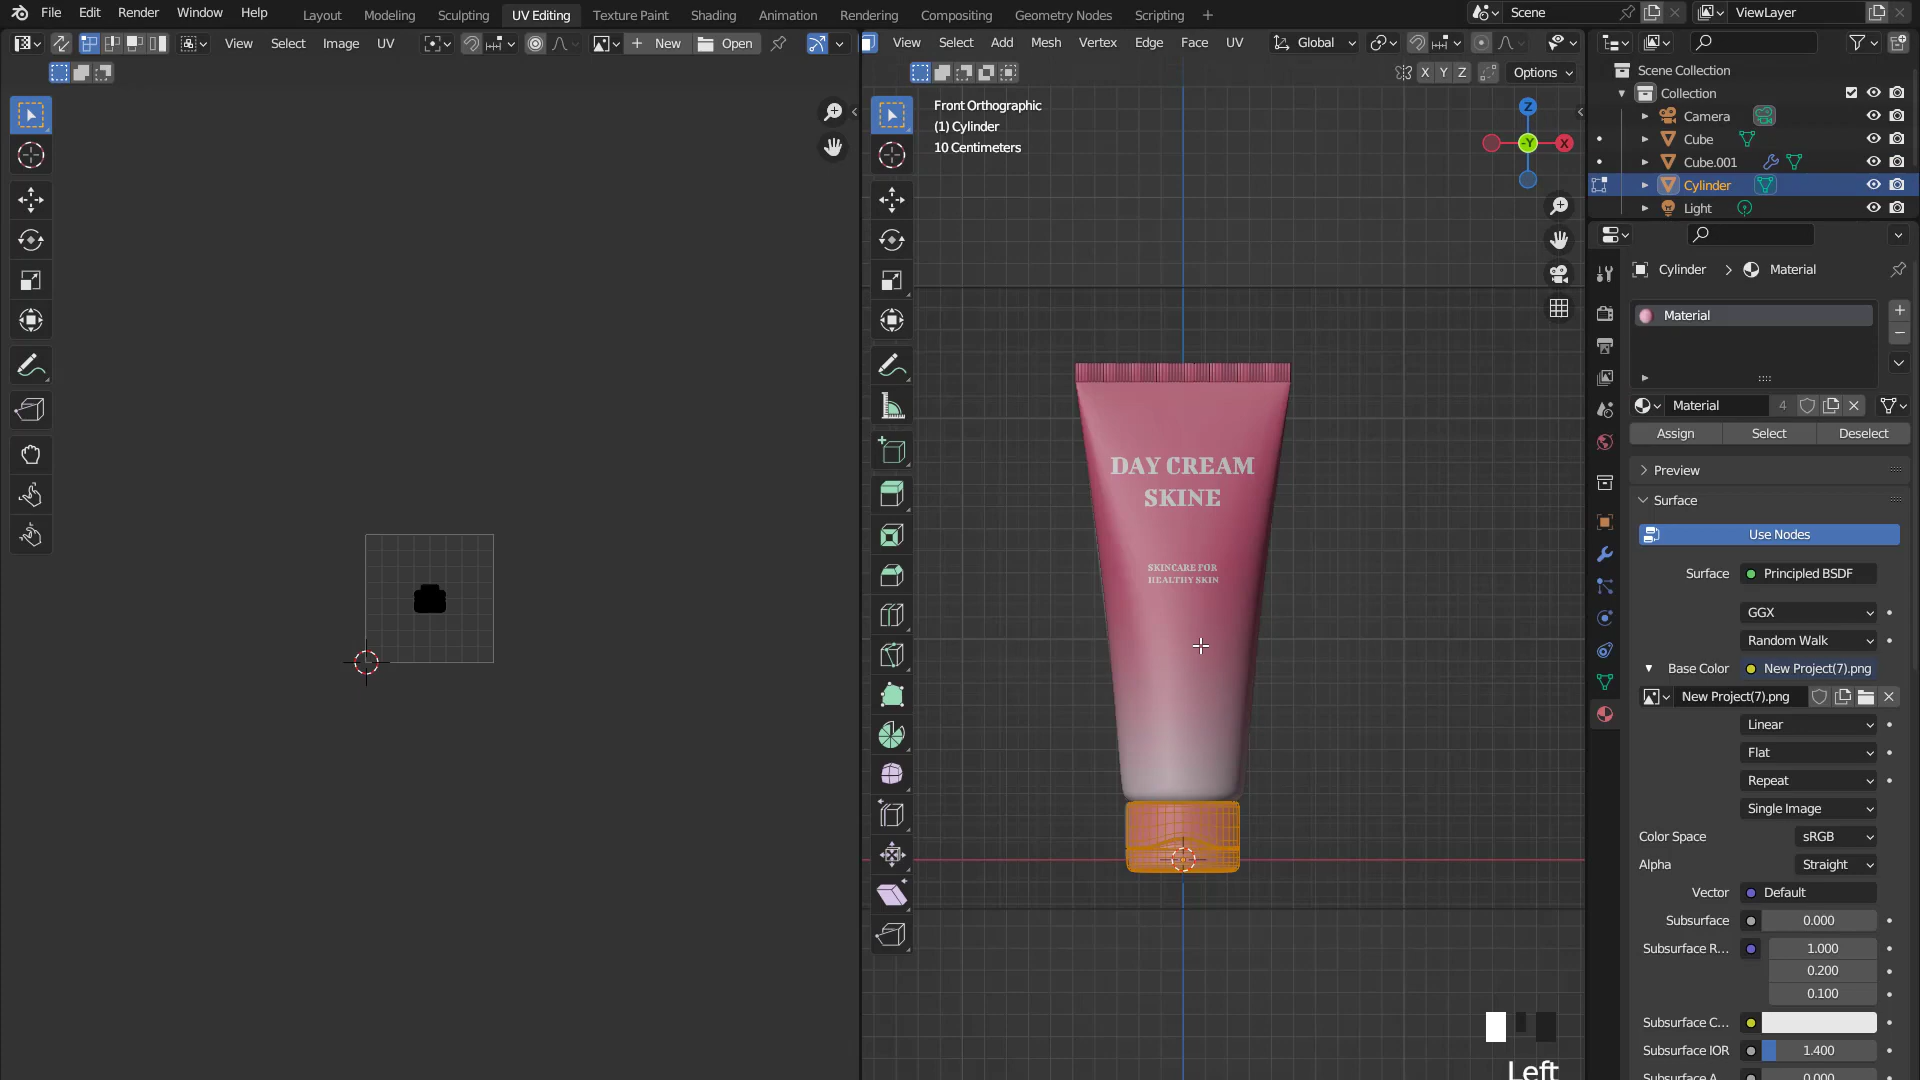 File Edit Render Window Help Layout Modeling Sculpting UV Editing Texture Paint Shading Animation Rendering Compositing Geometry Nodes Scripting + Scene ViewLayer
View Select Image UV New Open View Select Add Mesh Vertex Edge Face UV Global
X Y Z Options
Scene Collection
Collection
Camera
Cube
Cube.001
Cylinder
Light
Front Orthographic
(1) Cylinder
10 Centimeters
Z
-Y
X
Cylinder > Material
Material
Material 4
Assign Select Deselect
Preview
Surface
Use Nodes
Surface Principled BSDF
GGX
Random Walk
Base Color New Project(7).png
New Project(7).png
Linear
Flat
Repeat
Single Image
Color Space sRGB
Alpha Straight
Vector Default
Subsurface 0.000
Subsurface R... 1.000
0.200
0.100
Subsurface C...
Subsurface IOR 1.400
Subsurface A 0.000
DAY CREAM
SKINE
SKINCARE FOR
HEALTHY SKIN
Left